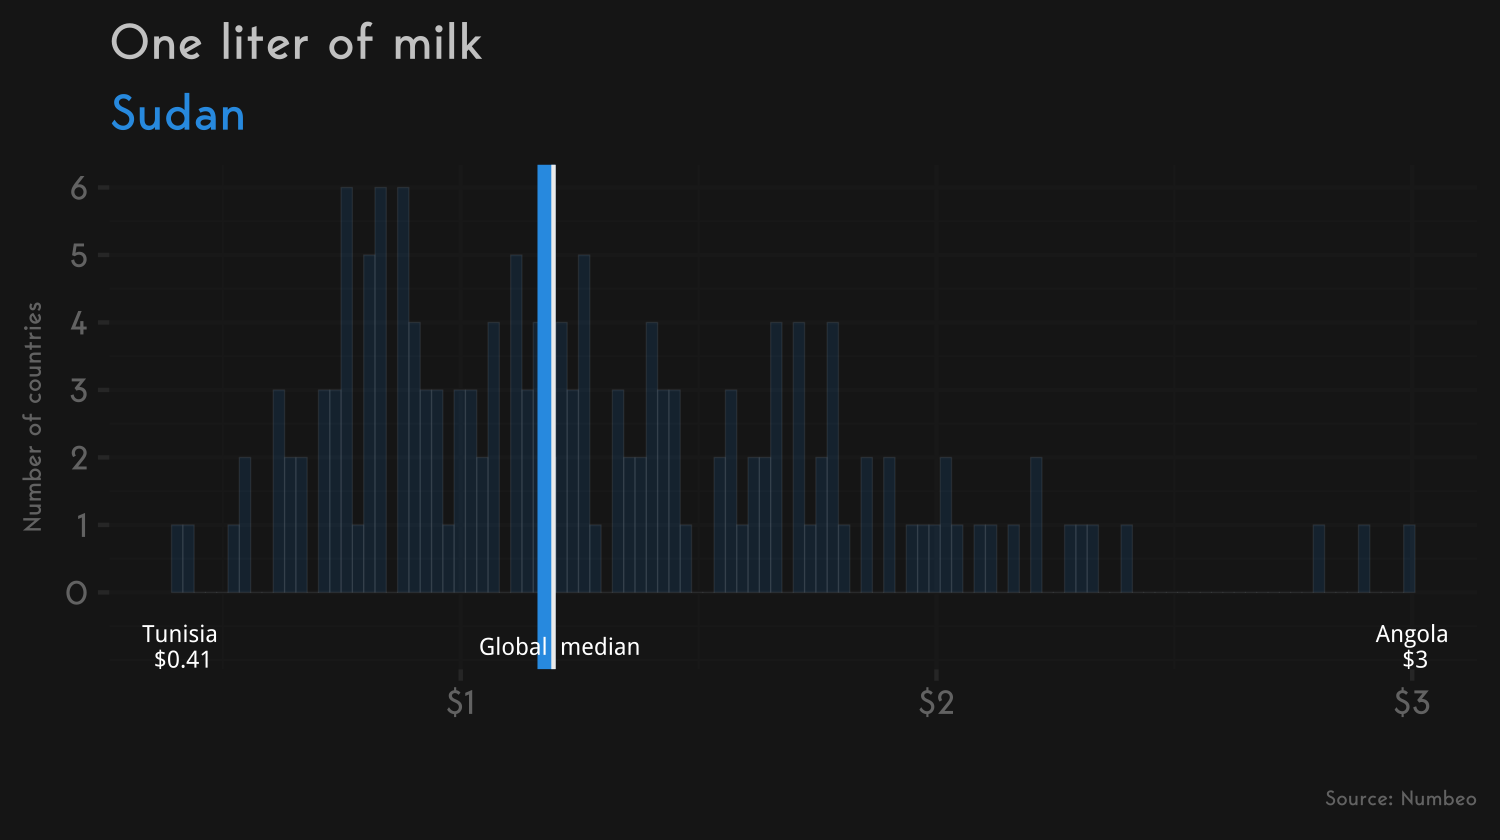 One liter of milk
Sudan
Number of countries
6
5
4
3
2
1
0
Tunisia
$0.41
Global median
Angola
$3
$1
$2
$3
Source: Numbeo